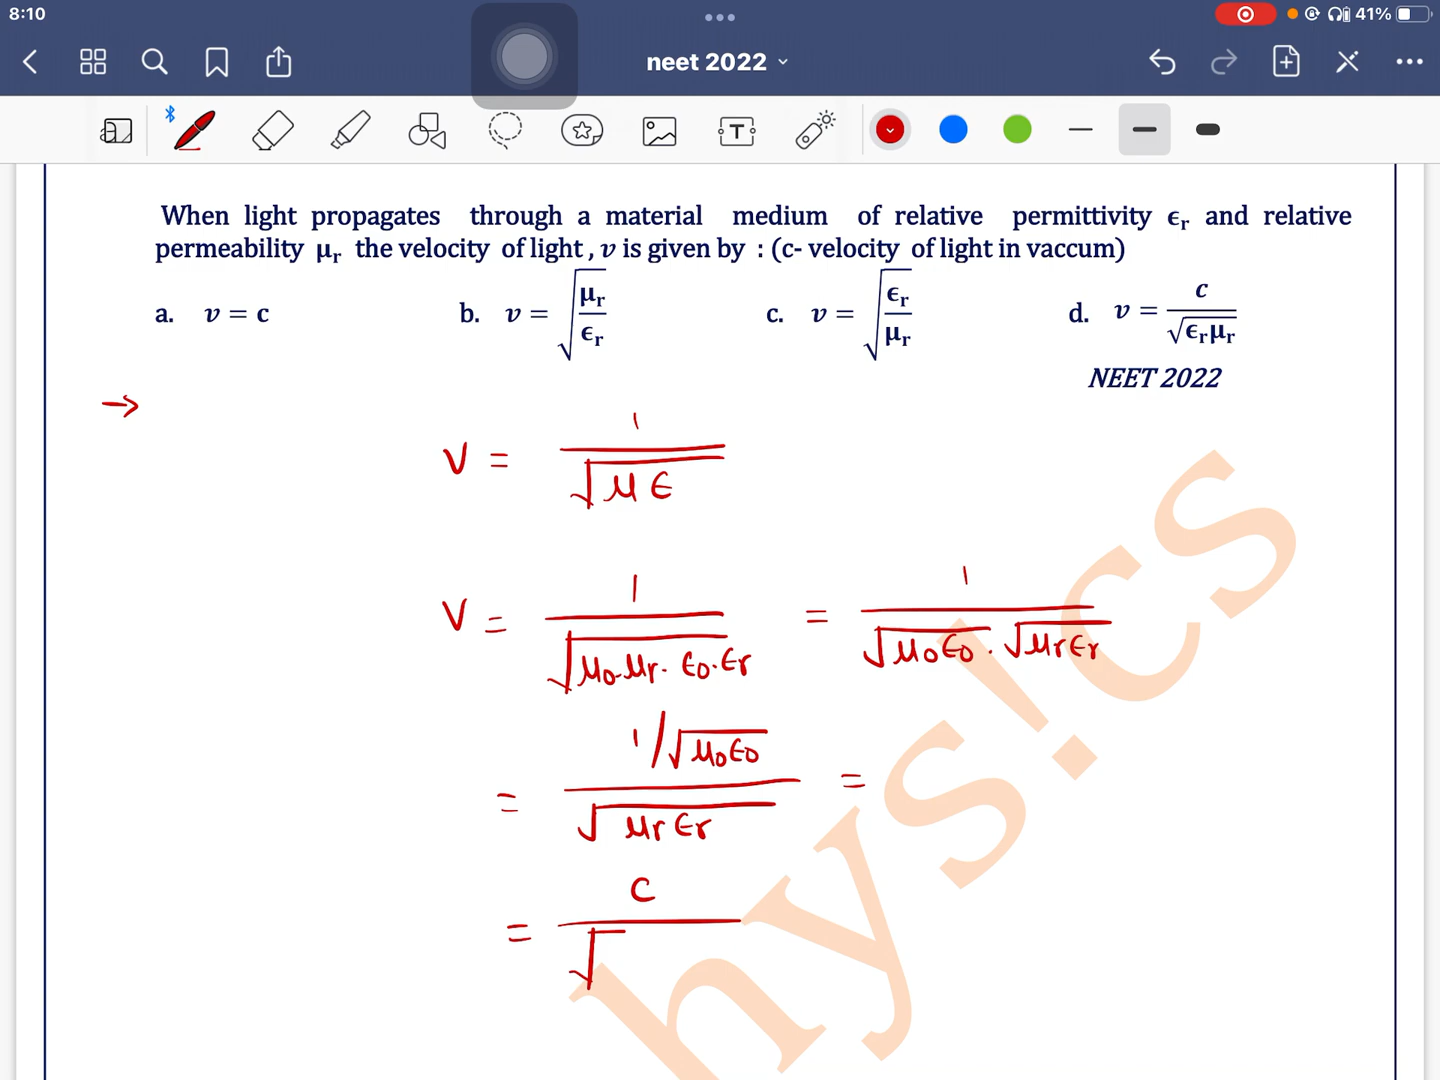 8:10
41%
neet 2022
T
When light propagates through a material medium of relative permittivity ϵr and relative
permeability μr the velocity of light, v is given by : (c- velocity of light in vaccum)
a. v = c
b. v = √(μr/ϵr)
c. v = √(ϵr/μr)
d. v = c/√(ϵrμr)
NEET 2022
→
V = 1/√(μϵ)
V = 1/√(μ0.μr.ϵ0.ϵr) = 1/(√(μ0ϵ0).√(μrϵr))
= (1/√(μ0ϵ0))/√(μrϵr) =
= c/√
hys!cs